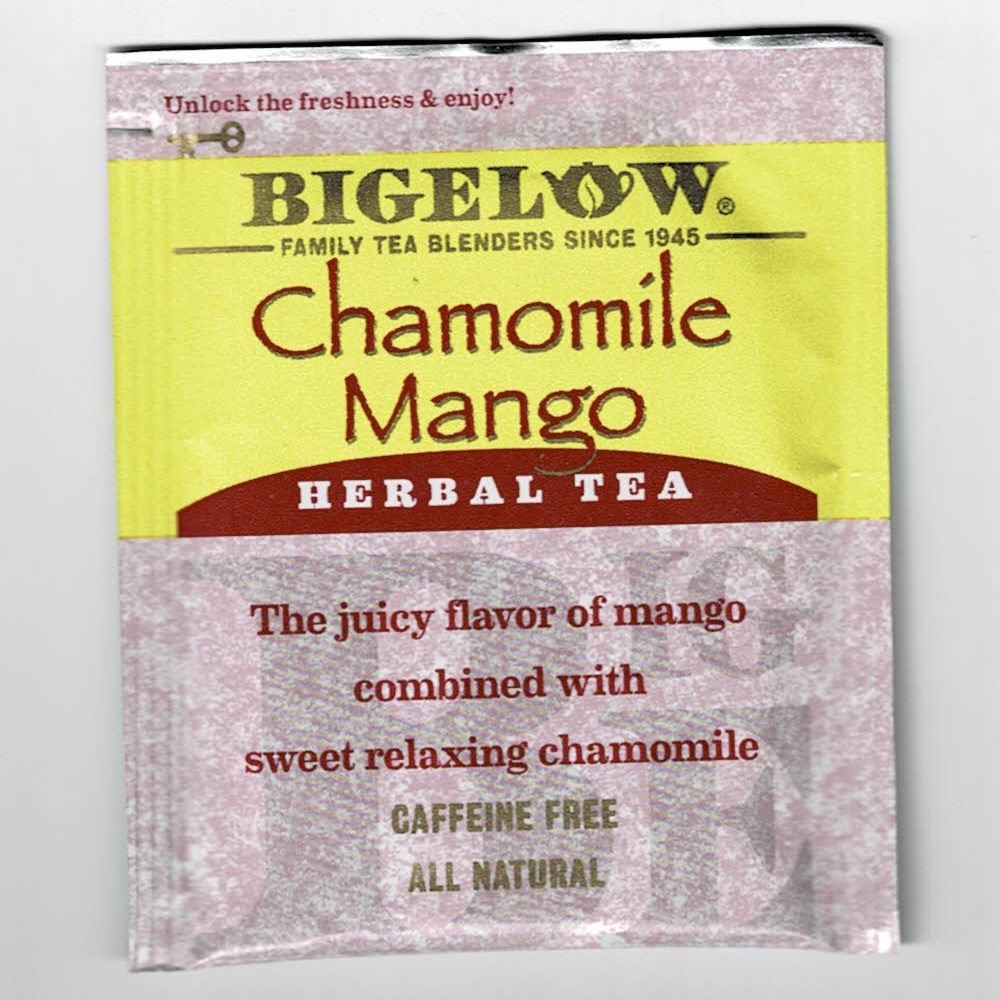 Unlock the freshness & enjoy!
BIGELOW®
FAMILY TEA BLENDERS SINCE 1945
Chamomile
Mango
HERBAL TEA
The juicy flavor of mango
combined with
sweet relaxing chamomile
CAFFEINE FREE
ALL NATURAL